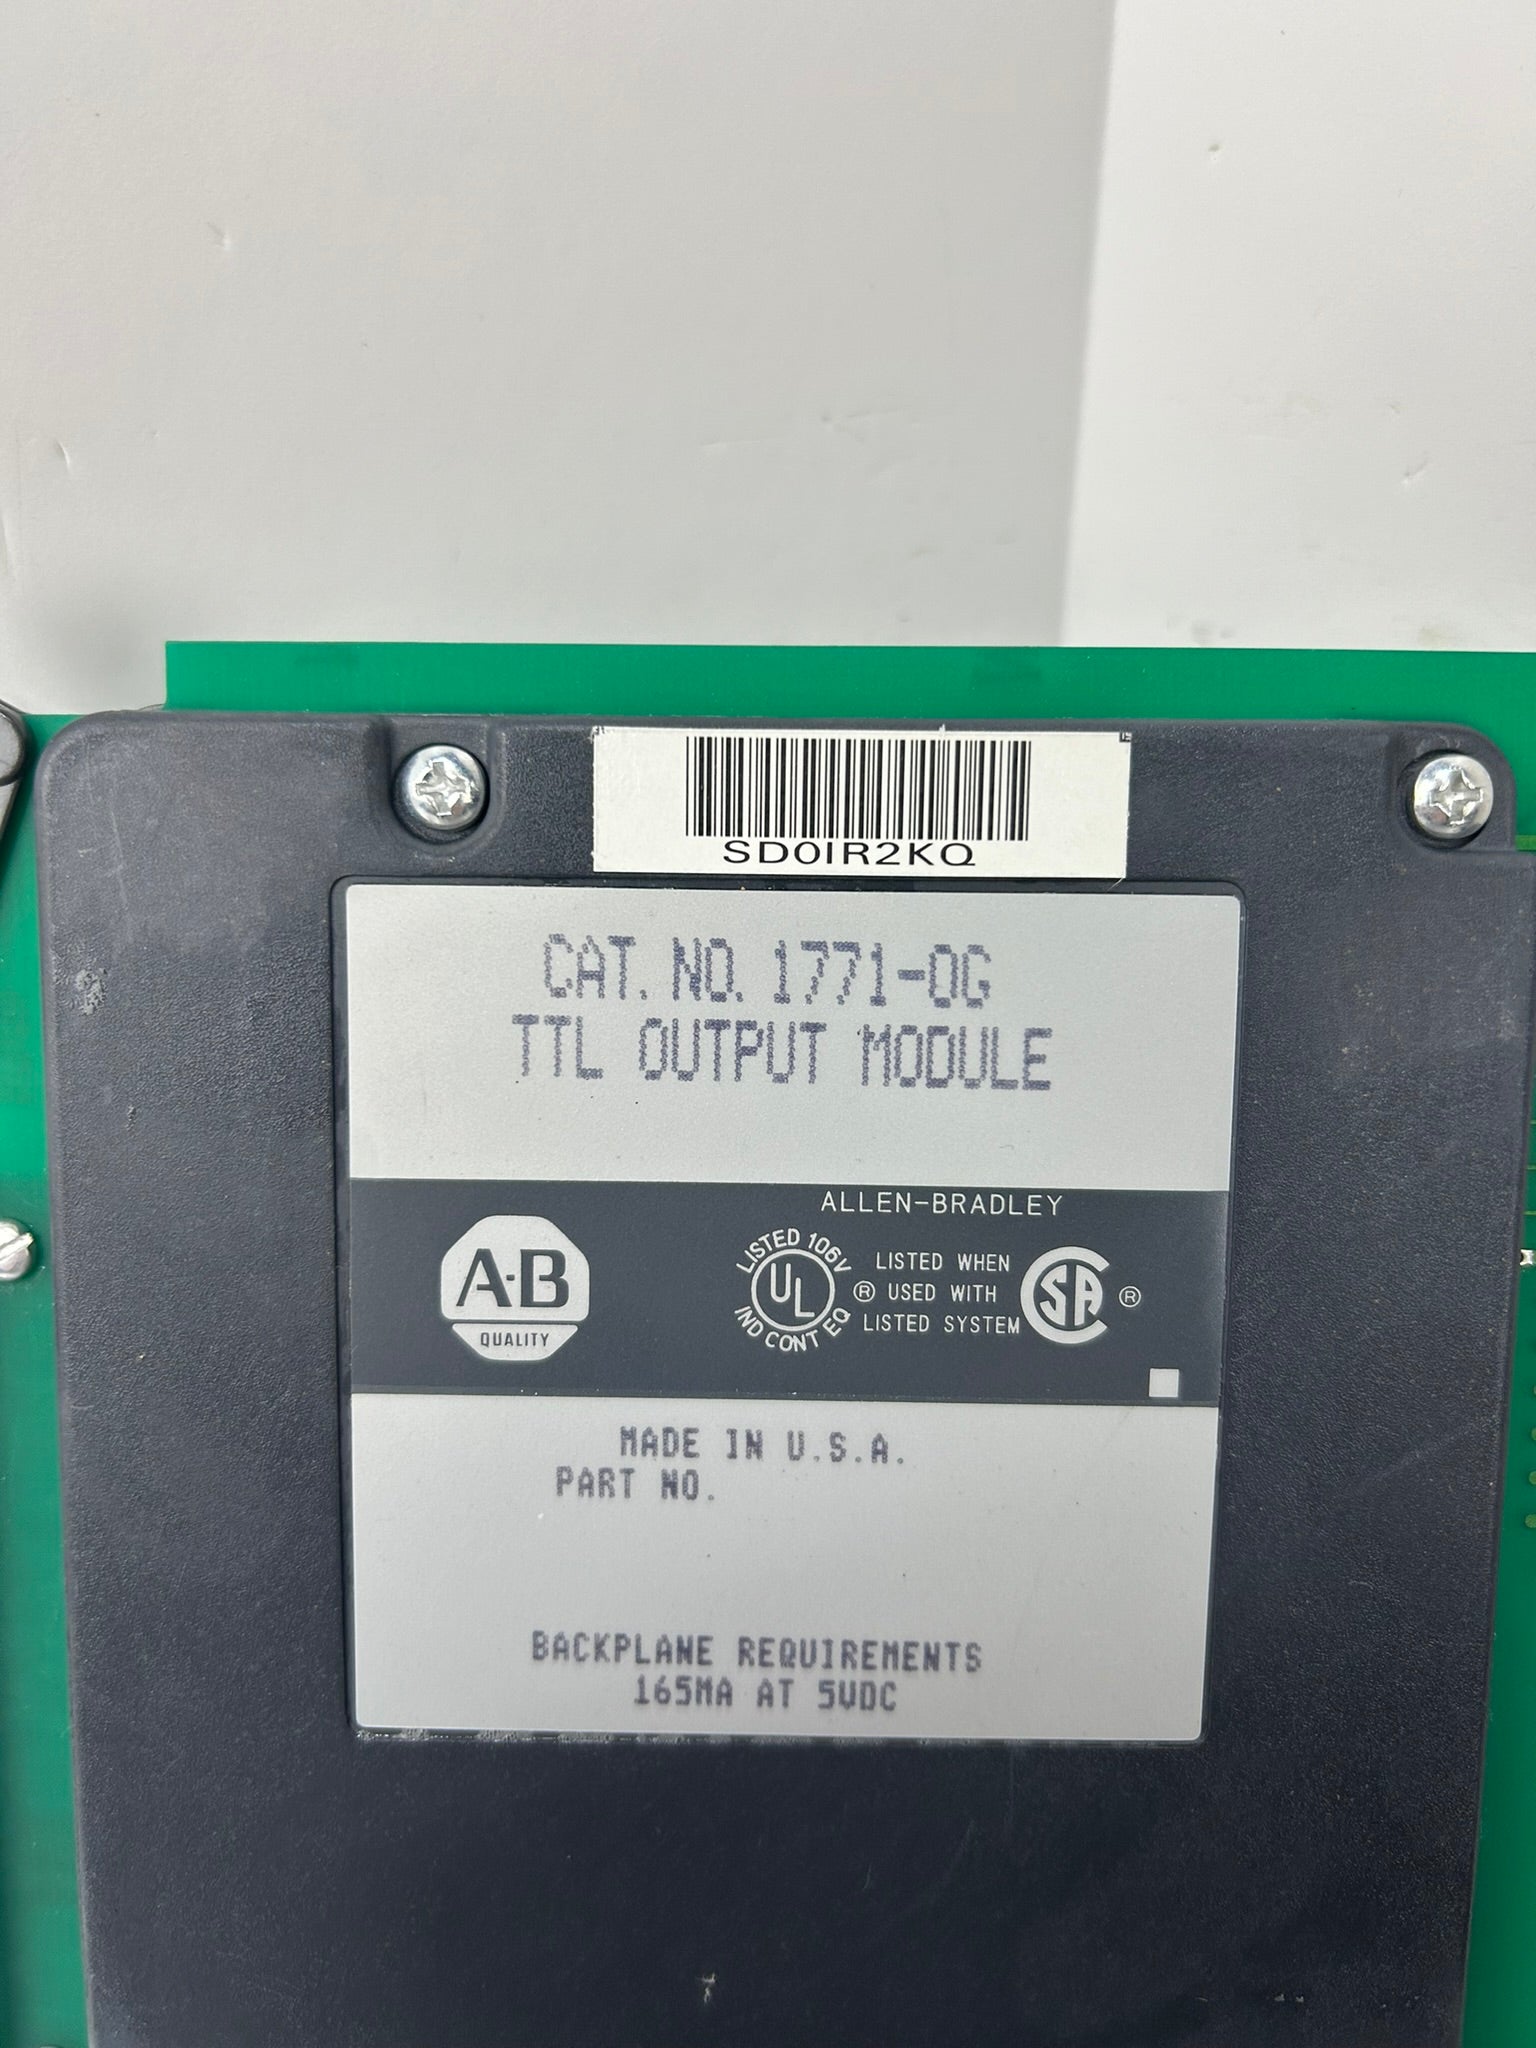 SD0IR2KQ
CAT. NO. 1771-OG
TTL OUTPUT MODULE
ALLEN-BRADLEY
A·B
QUALITY
LISTED 106V
UL
IND CONT EQ
®
LISTED WHEN
USED WITH
LISTED SYSTEM
SA ®
MADE IN U.S.A.
PART NO.
BACKPLANE REQUIREMENTS
165MA AT 5VDC